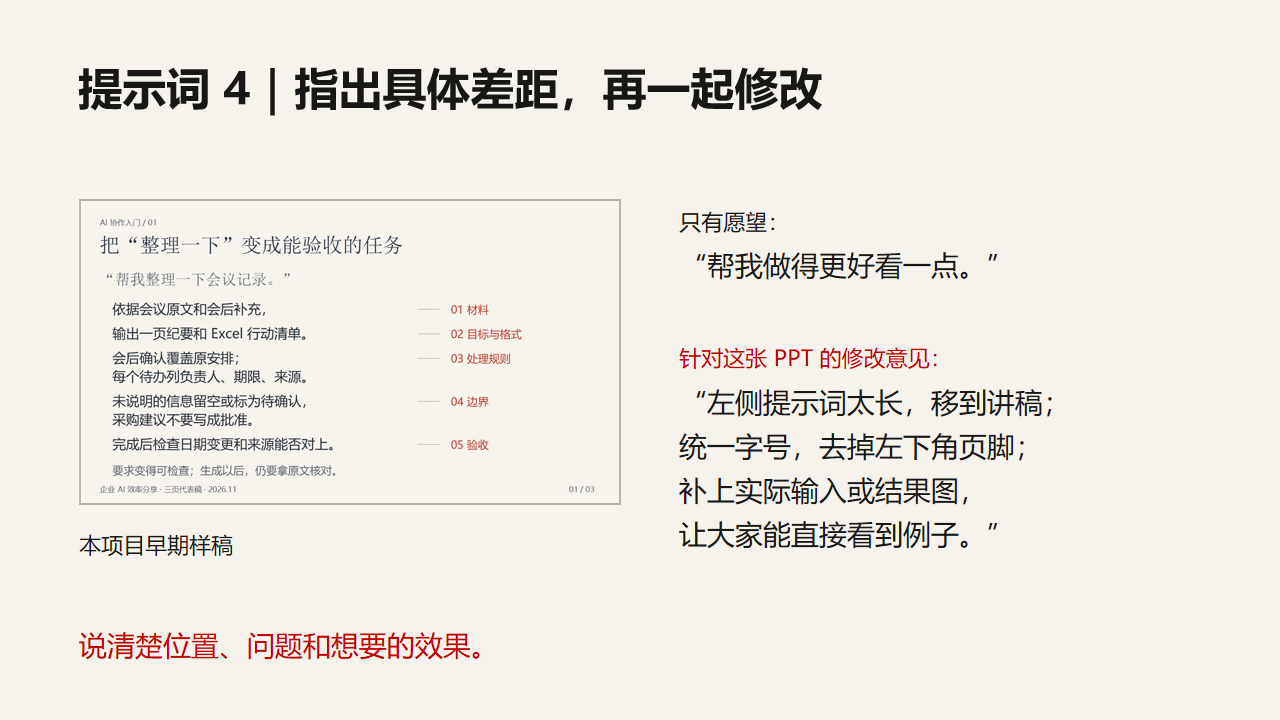 提示词 4｜指出具体差距，再一起修改
AI 协作入门 / 01
把“整理一下”变成能验收的任务
“帮我整理一下会议记录。”
依据会议原文和会后补充，
01 材料
输出一页纪要和 Excel 行动清单。
02 目标与格式
会后确认覆盖原安排；
03 处理规则
每个待办列负责人、期限、来源。
未说明的信息留空或标为待确认，
04 边界
采购建议不要写成批准。
完成后检查日期变更和来源能否对上。
05 验收
要求变得可检查；生成以后，仍要拿原文核对。
企业 AI 效率分享 · 三页代表稿 · 2026.11
01 / 03
本项目早期样稿
只有愿望：
“帮我做得更好看一点。”
针对这张 PPT 的修改意见：
“左侧提示词太长，移到讲稿；
统一字号，去掉左下角页脚；
补上实际输入或结果图，
让大家能直接看到例子。”
说清楚位置、问题和想要的效果。